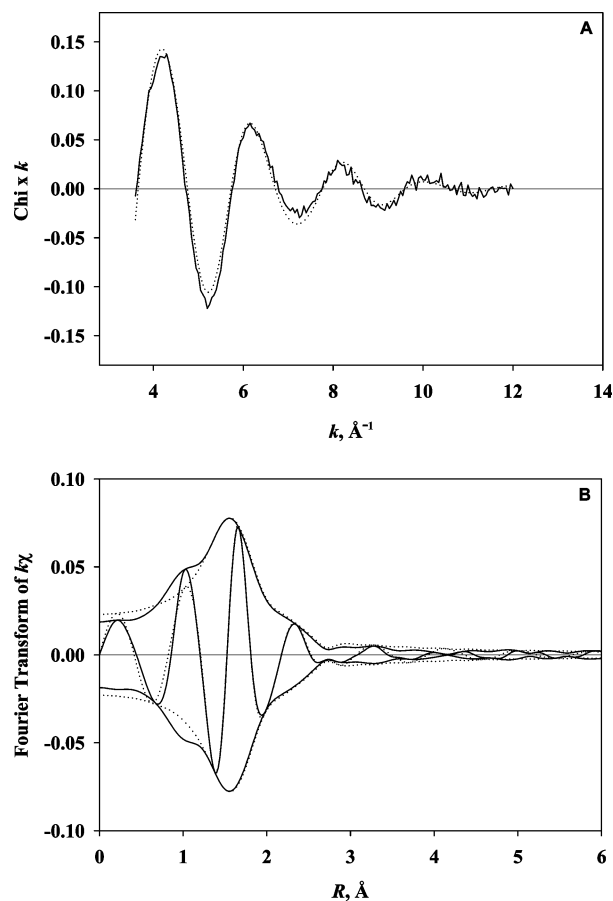 A
0.15
0.10
0.05
0.00
-0.05
-0.10
-0.15
Chi x k
4 6 8 10 12 14
k, Å⁻¹
B
0.10
0.05
0.00
-0.05
-0.10
Fourier Transform of kχ
0 1 2 3 4 5 6
R, Å